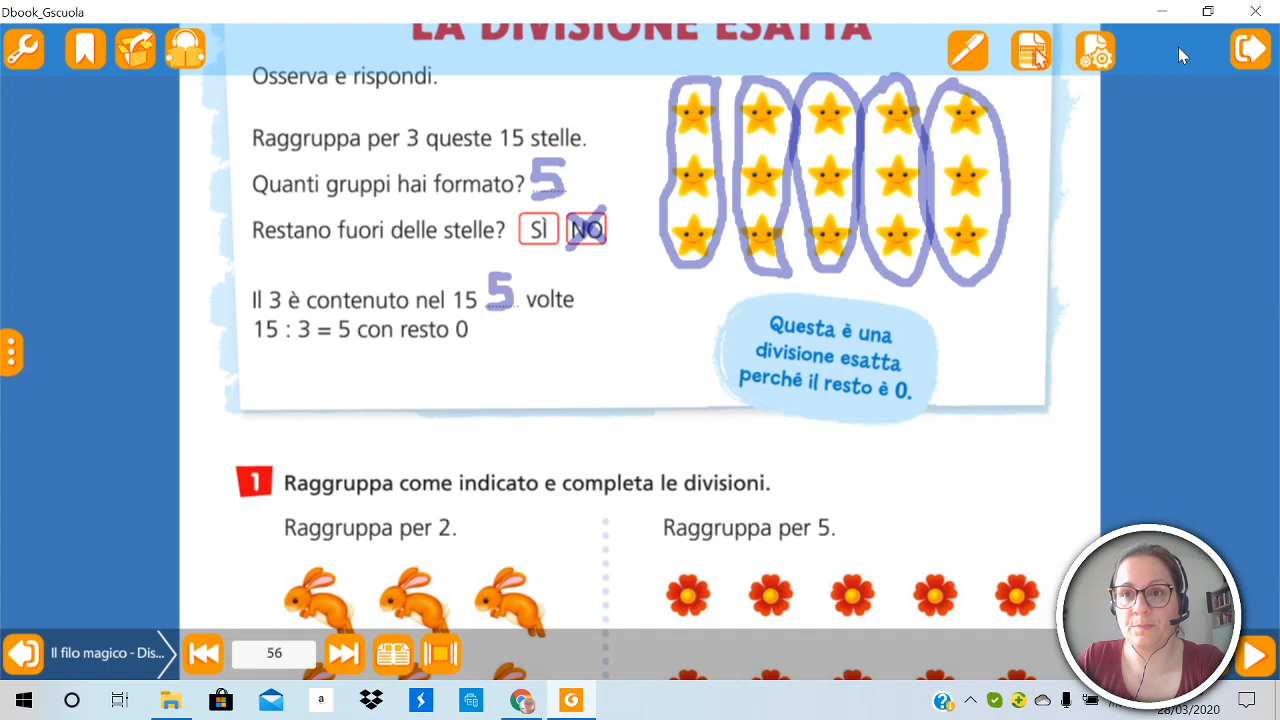 Dbook_Gscuola
LA DIVISIONE ESATTA
Osserva e rispondi.
Raggruppa per 3 queste 15 stelle.
Quanti gruppi hai formato? 5
Restano fuori delle stelle? SÌ NO
Il 3 è contenuto nel 15 5 volte
15 : 3 = 5 con resto 0
Questa è una
divisione esatta
perché il resto è 0.
1 Raggruppa come indicato e completa le divisioni.
Raggruppa per 2.
Raggruppa per 5.
Il filo magico - Dis...
56
28/03/2020